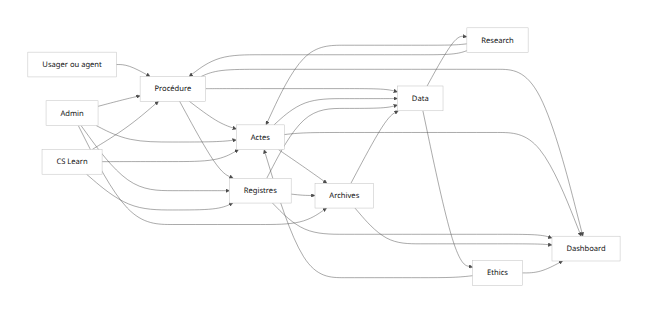 Research
Usager ou agent
Procédure
Data
Admin
Actes
CS Learn
Registres
Archives
Dashboard
Ethics